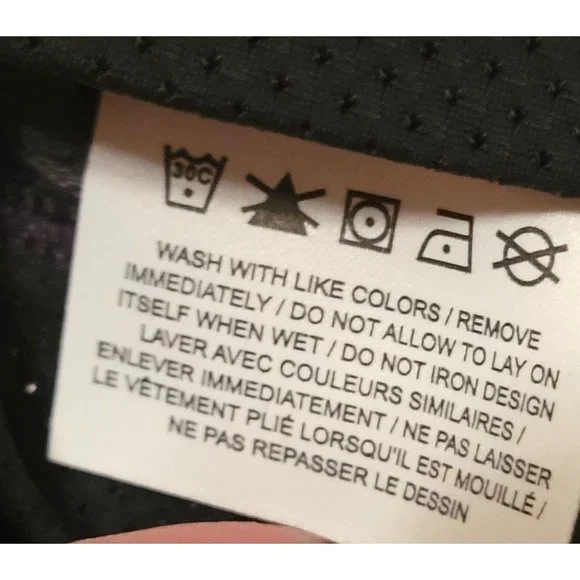 30C
WASH WITH LIKE COLORS / REMOVE
IMMEDIATELY / DO NOT ALLOW TO LAY ON
ITSELF WHEN WET / DO NOT IRON DESIGN
LAVER AVEC COULEURS SIMILAIRES /
ENLEVER IMMEDIATEMENT / NE PAS LAISSER
LE VÊTEMENT PLIÉ LORSQU'IL EST MOUILLÉ /
NE PAS REPASSER LE DESSIN